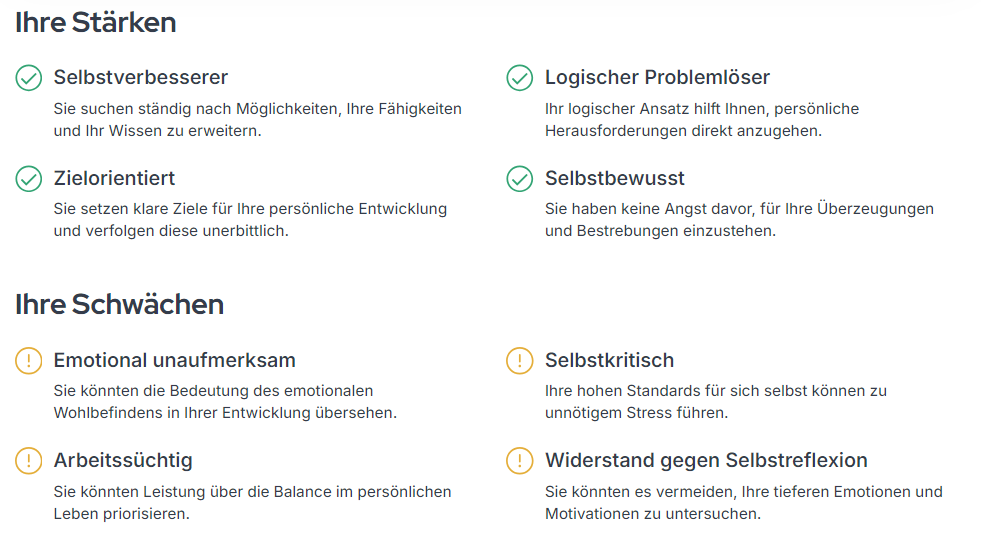 Ihre Stärken
Selbstverbesserer
Sie suchen ständig nach Möglichkeiten, Ihre Fähigkeiten
und Ihr Wissen zu erweitern.
Logischer Problemlöser
Ihr logischer Ansatz hilft Ihnen, persönliche
Herausforderungen direkt anzugehen.
Zielorientiert
Sie setzen klare Ziele für Ihre persönliche Entwicklung
und verfolgen diese unerbittlich.
Selbstbewusst
Sie haben keine Angst davor, für Ihre Überzeugungen
und Bestrebungen einzustehen.
Ihre Schwächen
Emotional unaufmerksam
Sie könnten die Bedeutung des emotionalen
Wohlbefindens in Ihrer Entwicklung übersehen.
Selbstkritisch
Ihre hohen Standards für sich selbst können zu
unnötigem Stress führen.
Arbeitssüchtig
Sie könnten Leistung über die Balance im persönlichen
Leben priorisieren.
Widerstand gegen Selbstreflexion
Sie könnten es vermeiden, Ihre tieferen Emotionen und
Motivationen zu untersuchen.